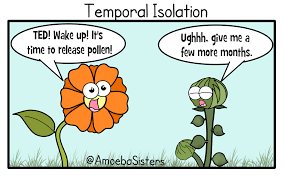 Temporal Isolation
TED! Wake up! It's
time to release pollen!
Ughhh. give me a
few more months.
@AmoebaSisters